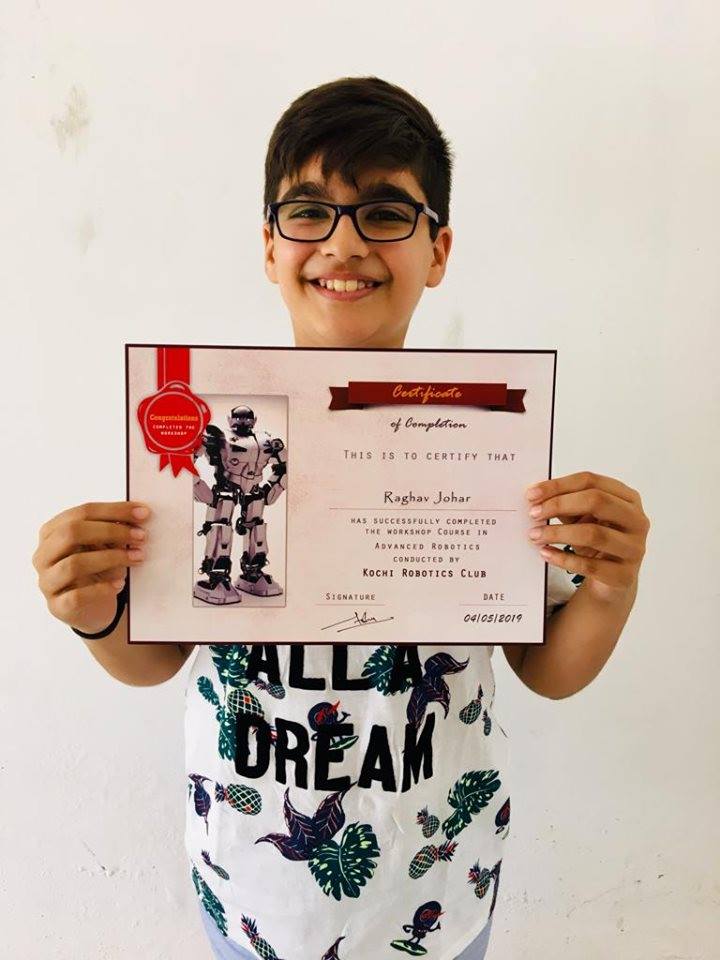 Congratulations
COMPLETED THE
WORKSHOP
Certificate
of Completion
THIS IS TO CERTIFY THAT
Raghav Johar
HAS SUCCESSFULLY COMPLETED
THE WORKSHOP COURSE IN
ADVANCED ROBOTICS
CONDUCTED BY
KOCHI ROBOTICS CLUB
SIGNATURE
DATE
04/05/2019
ALL A
DREAM